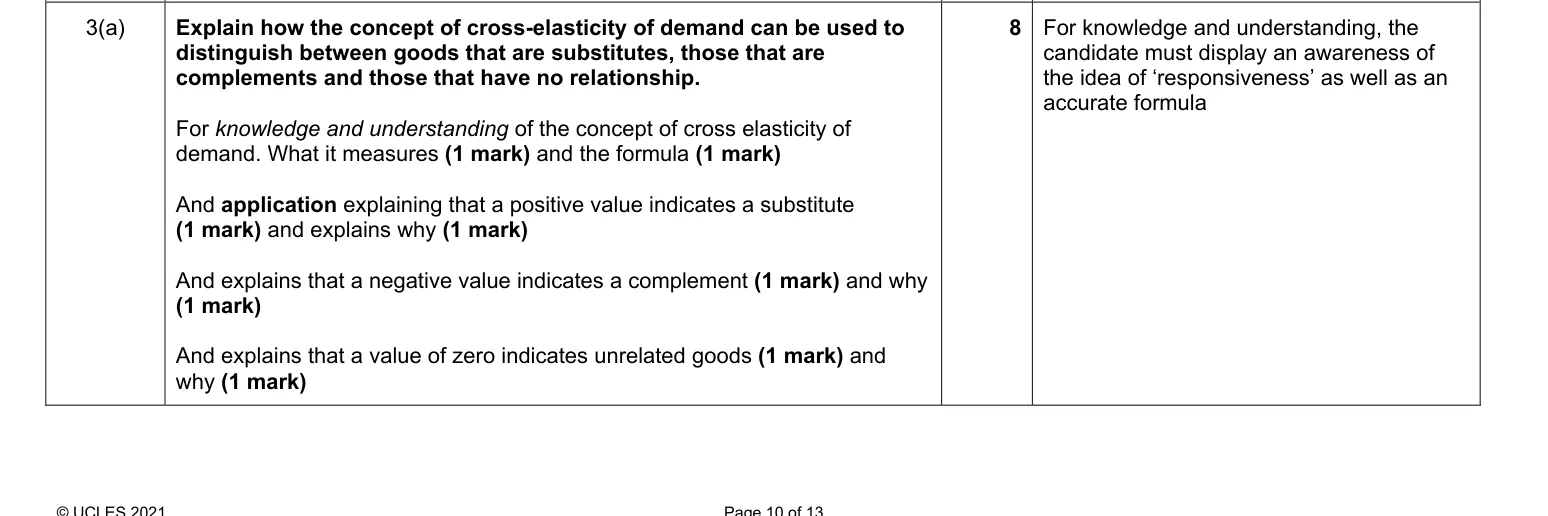 3(a)
Explain how the concept of cross-elasticity of demand can be used to
distinguish between goods that are substitutes, those that are
complements and those that have no relationship.
For knowledge and understanding of the concept of cross elasticity of
demand. What it measures (1 mark) and the formula (1 mark)
And application explaining that a positive value indicates a substitute
(1 mark) and explains why (1 mark)
And explains that a negative value indicates a complement (1 mark) and why
(1 mark)
And explains that a value of zero indicates unrelated goods (1 mark) and
why (1 mark)
8
For knowledge and understanding, the
candidate must display an awareness of
the idea of ‘responsiveness’ as well as an
accurate formula
© UCLES 2021
Page 10 of 13